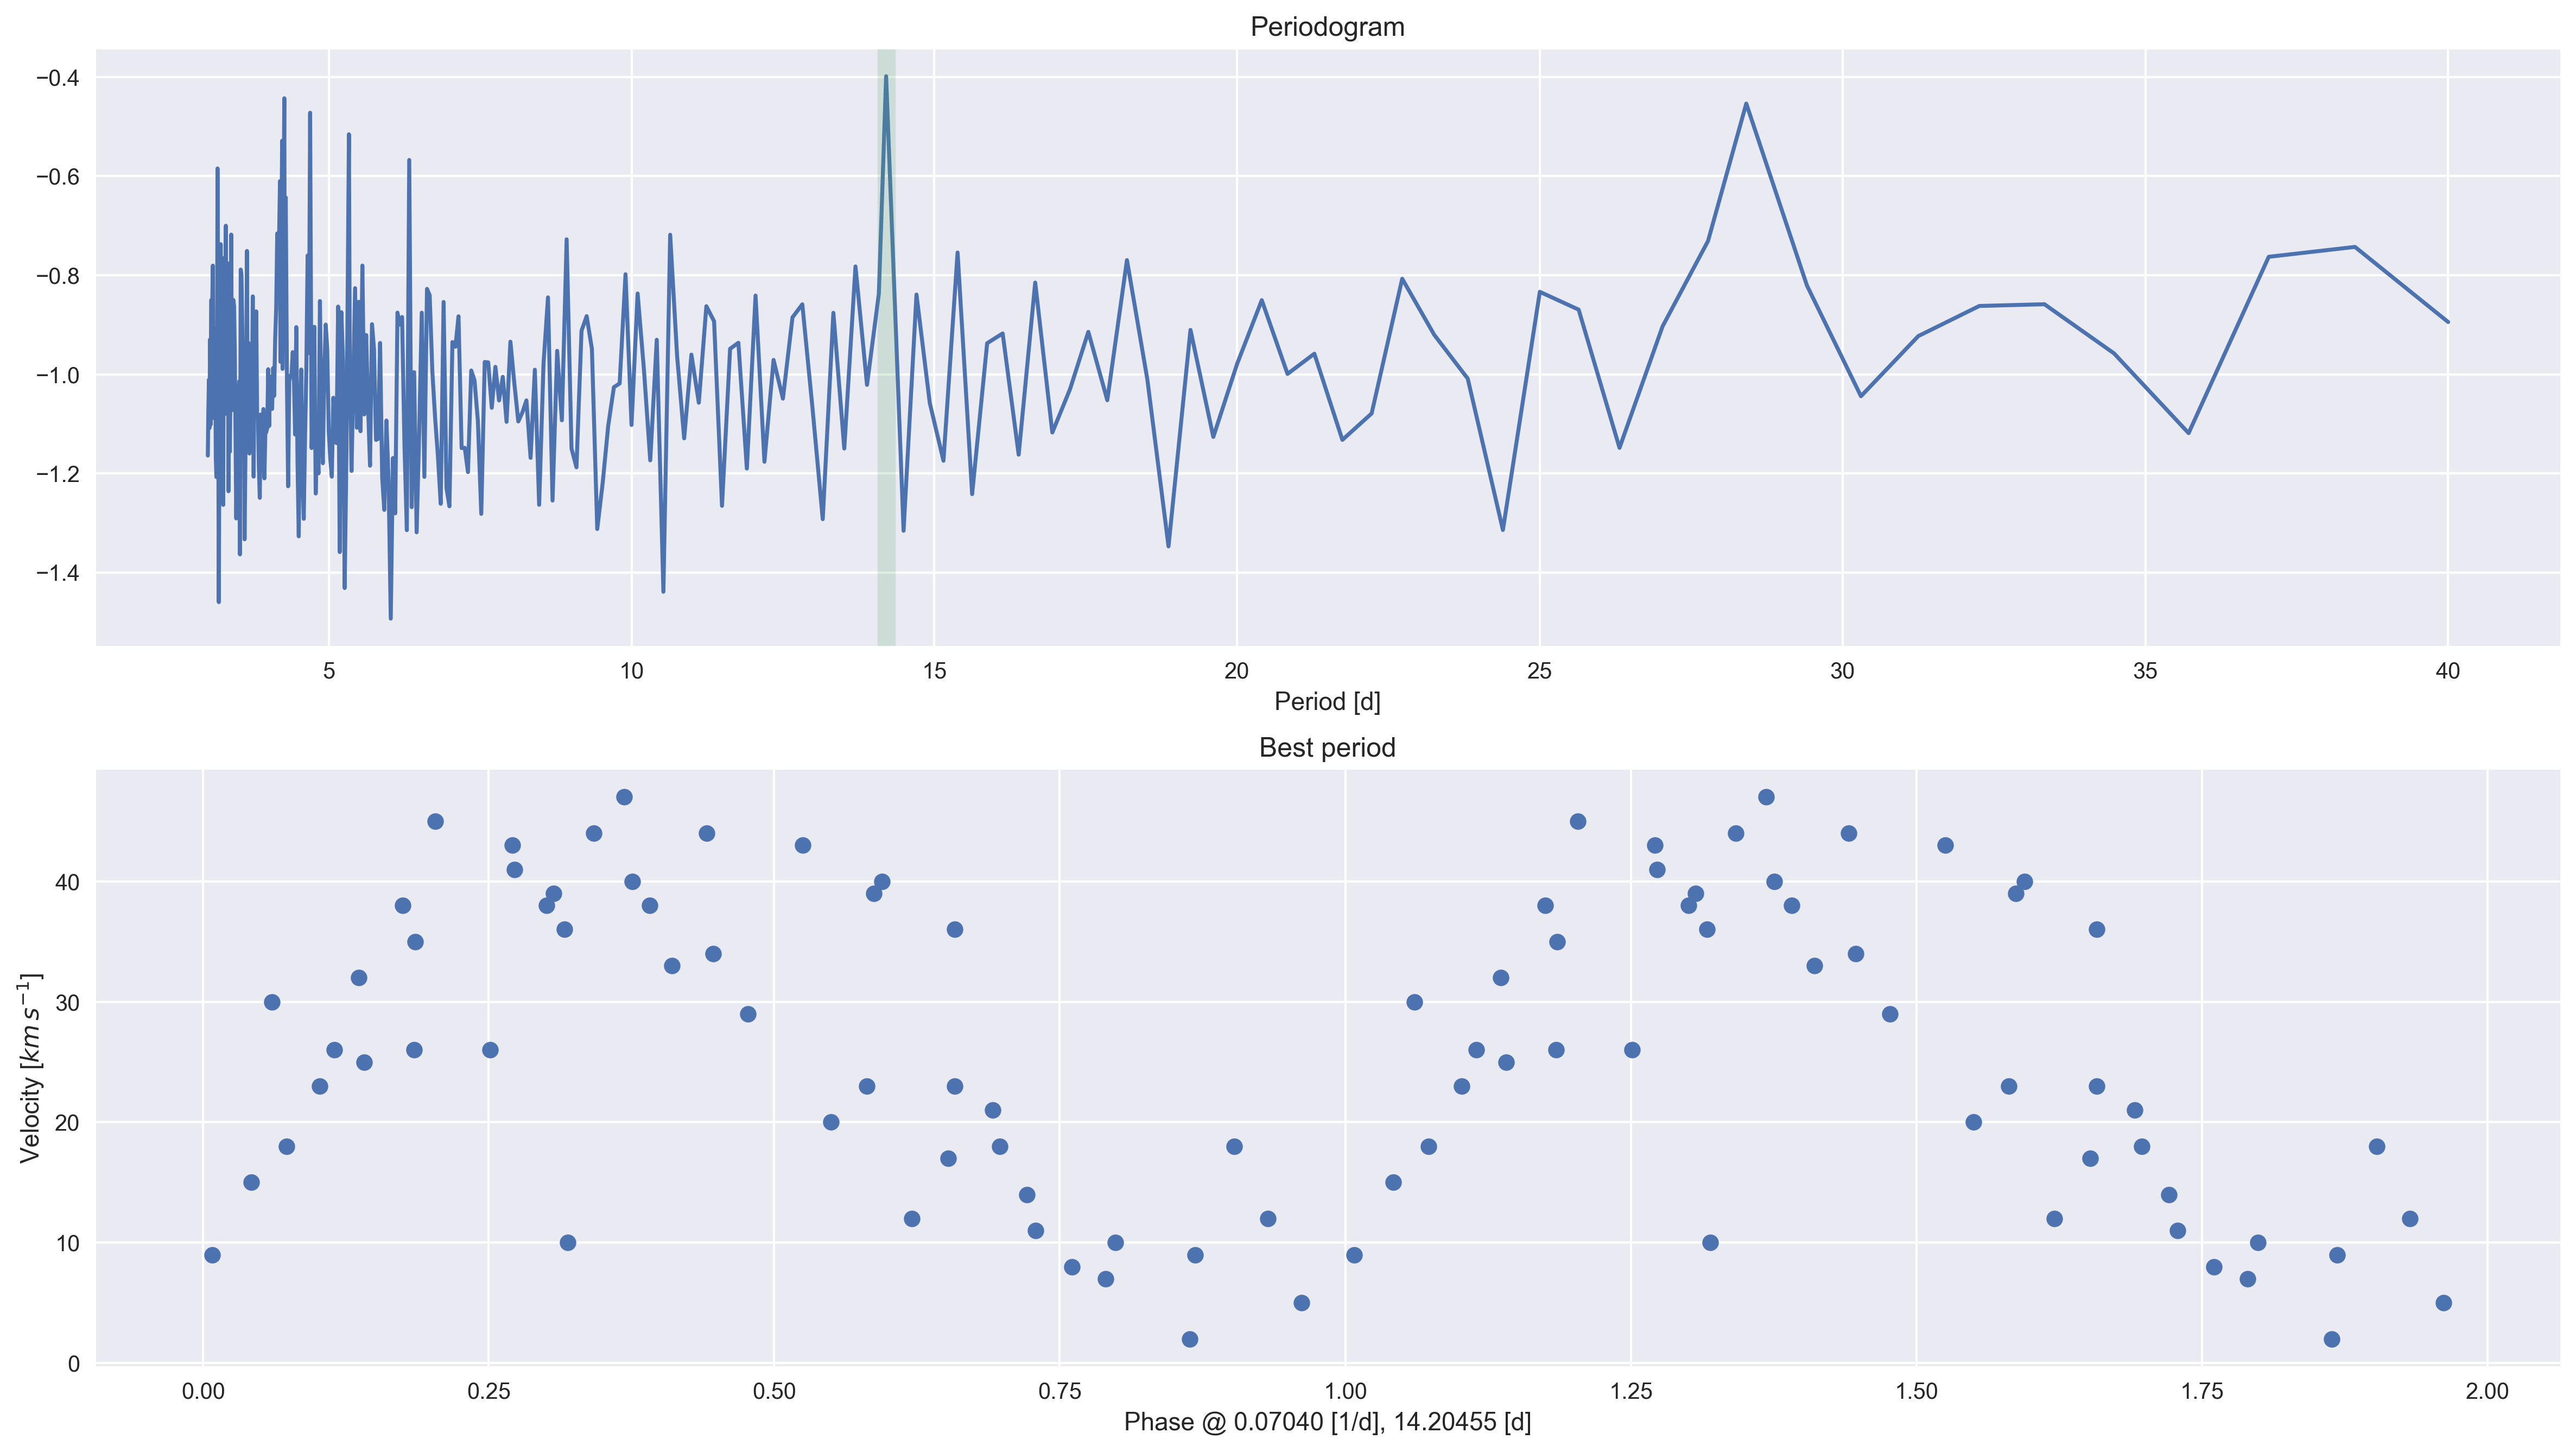 Periodogram
−0.4
−0.6
−0.8
−1.0
−1.2
−1.4
5 10 15 20 25 30 35 40
Period [d]
Best period
Velocity [km s⁻¹]
40
30
20
10
0
0.00 0.25 0.50 0.75 1.00 1.25 1.50 1.75 2.00
Phase @ 0.07040 [1/d], 14.20455 [d]